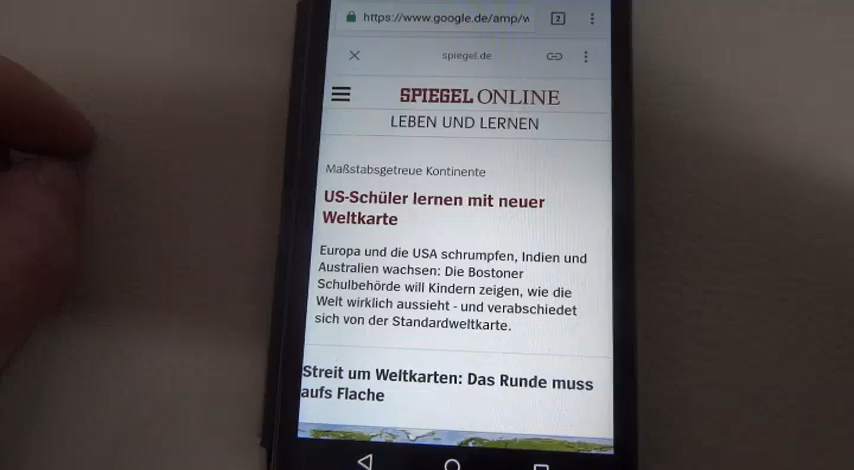 https://www.google.de/amp/w
2
spiegel.de
SPIEGEL ONLINE
LEBEN UND LERNEN
Maßstabsgetreue Kontinente
US-Schüler lernen mit neuer
Weltkarte
Europa und die USA schrumpfen, Indien und
Australien wachsen: Die Bostoner
Schulbehörde will Kindern zeigen, wie die
Welt wirklich aussieht - und verabschiedet
sich von der Standardweltkarte.
Streit um Weltkarten: Das Runde muss
aufs Flache